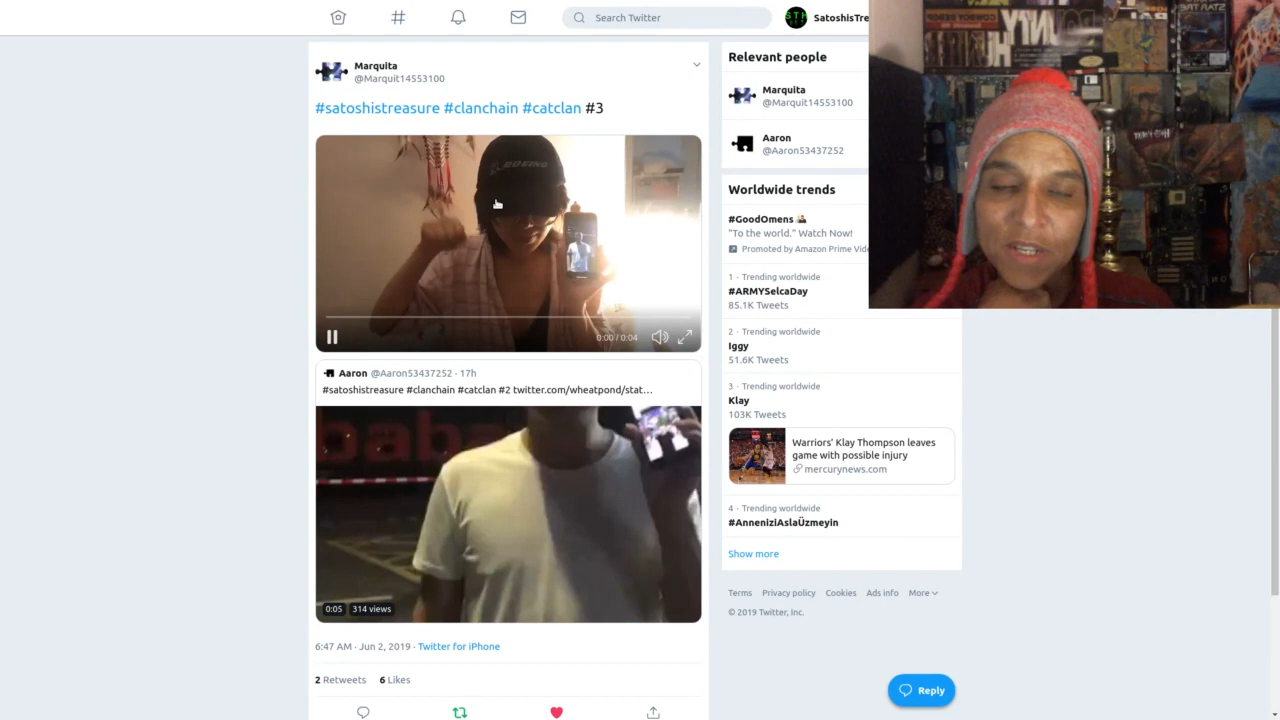 Search Twitter
SatoshisTre
Marquita
@Marquit14553100
#satoshistreasure #clanchain #catclan #3
BOEING
0:00 / 0:04
Aaron @Aaron53437252 · 17h
#satoshistreasure #clanchain #catclan #2 twitter.com/wheatpond/stat…
0:05 314 views
6:47 AM · Jun 2, 2019 · Twitter for iPhone
2 Retweets 6 Likes
Relevant people
Marquita
@Marquit14553100
Aaron
@Aaron53437252
Worldwide trends
#GoodOmens
"To the world." Watch Now!
Promoted by Amazon Prime Vide
1 · Trending worldwide
#ARMYSelcaDay
85.1K Tweets
2 · Trending worldwide
Iggy
51.6K Tweets
3 · Trending worldwide
Klay
103K Tweets
Warriors' Klay Thompson leaves
game with possible injury
mercurynews.com
4 · Trending worldwide
#AnneniziAslaÜzmeyin
Show more
Terms Privacy policy Cookies Ads info More
© 2019 Twitter, Inc.
Reply